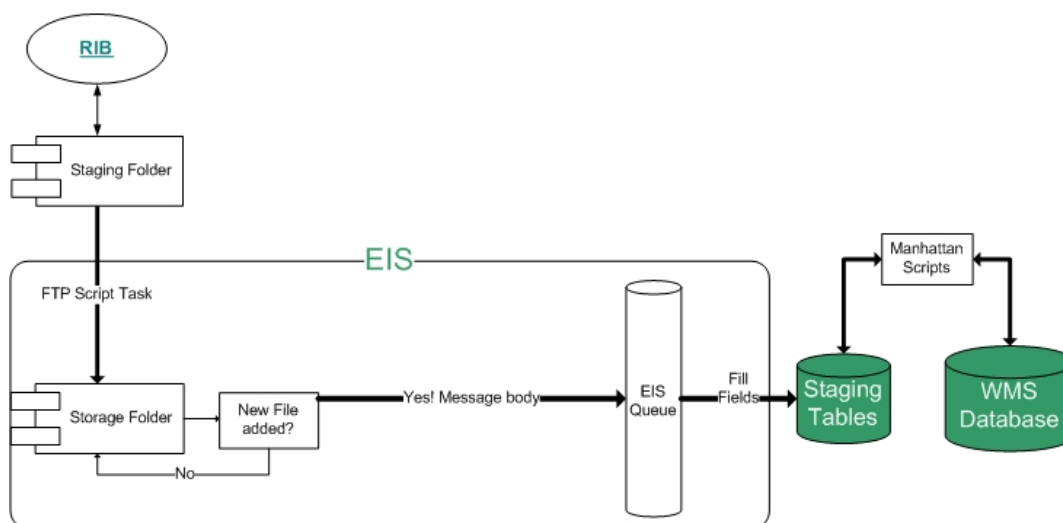 RIB
Staging Folder
EIS
Manhattan
Scripts
FTP Script Task
Storage Folder
New File
added?
Yes! Message body
EIS
Queue
Fill
Fields
Staging
Tables
WMS
Database
No